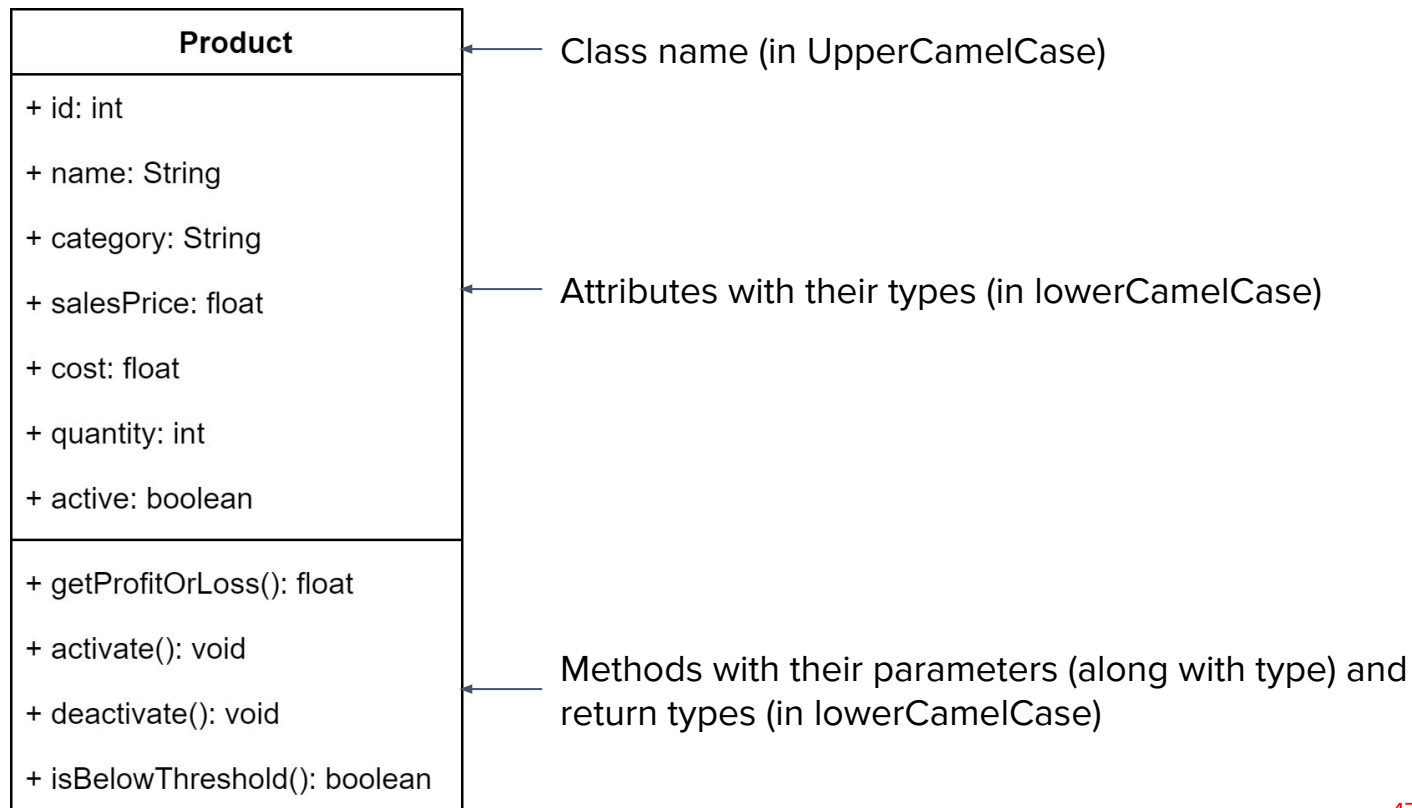 Product
Class name (in UpperCamelCase)
+ id: int
+ name: String
+ category: String
+ salesPrice: float
Attributes with their types (in lowerCamelCase)
+ cost: float
+ quantity: int
+ active: boolean
+ getProfitOrLoss(): float
+ activate(): void
+ deactivate(): void
+ isBelowThreshold(): boolean
Methods with their parameters (along with type) and
return types (in lowerCamelCase)